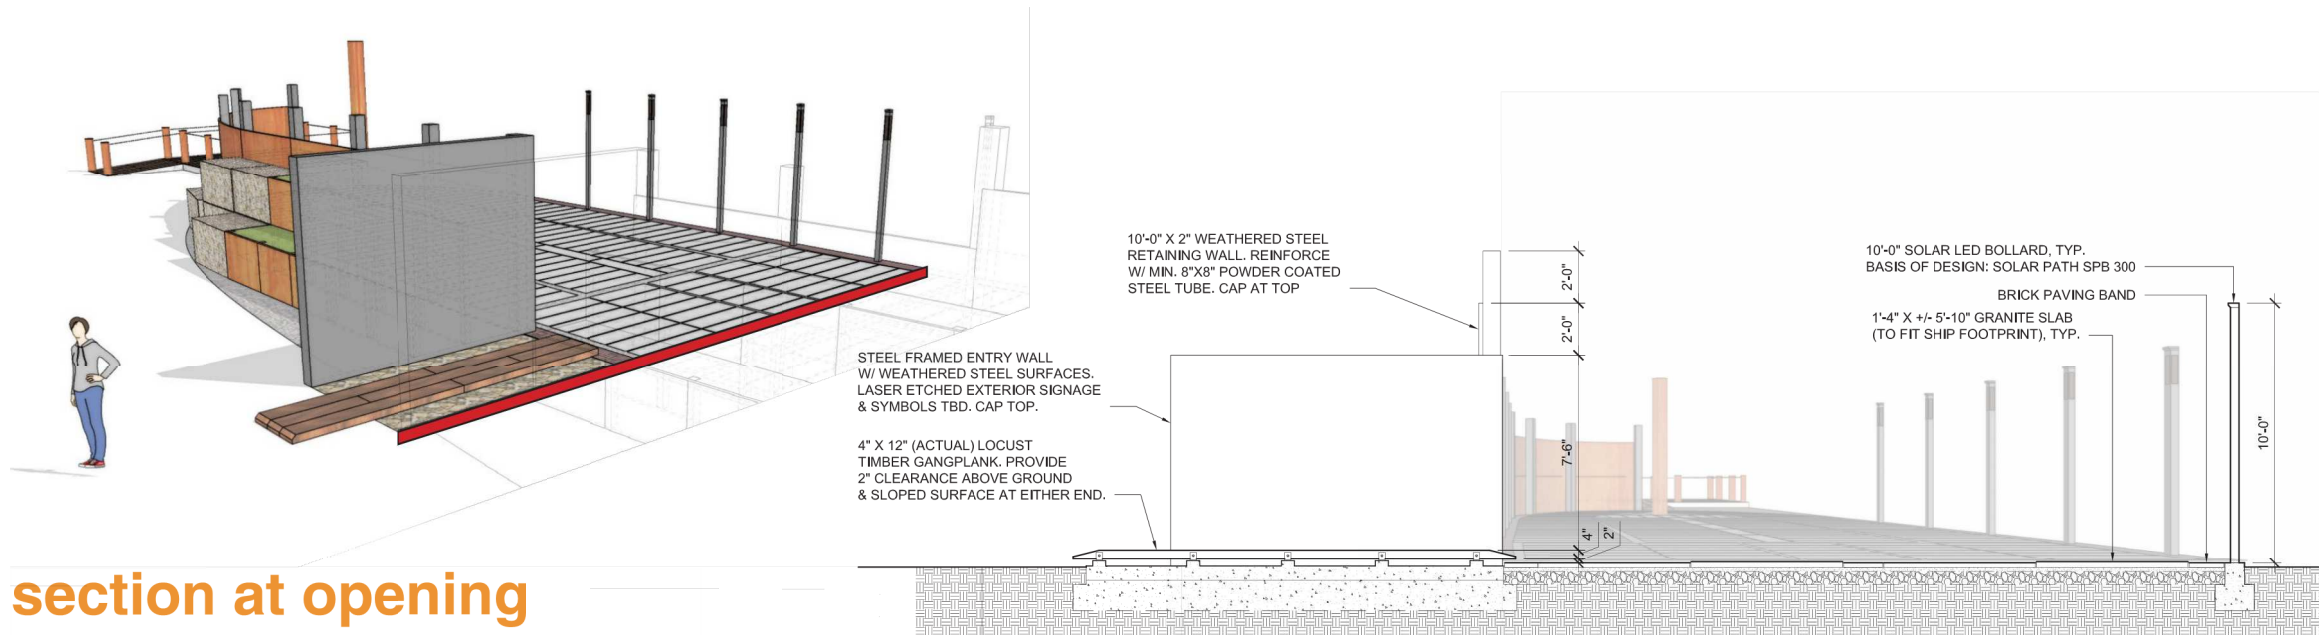 10'-0" X 2" WEATHERED STEEL
RETAINING WALL. REINFORCE
W/ MIN. 8"X8" POWDER COATED
STEEL TUBE. CAP AT TOP
STEEL FRAMED ENTRY WALL
W/ WEATHERED STEEL SURFACES.
LASER ETCHED EXTERIOR SIGNAGE
& SYMBOLS TBD. CAP TOP.
4" X 12" (ACTUAL) LOCUST
TIMBER GANGPLANK. PROVIDE
2" CLEARANCE ABOVE GROUND
& SLOPED SURFACE AT EITHER END.
2'-0"
2'-0"
7'-6"
4"
2"
10'-0" SOLAR LED BOLLARD, TYP.
BASIS OF DESIGN: SOLAR PATH SPB 300
BRICK PAVING BAND
1'-4" X +/- 5'-10" GRANITE SLAB
(TO FIT SHIP FOOTPRINT), TYP.
10'-0"
section at opening